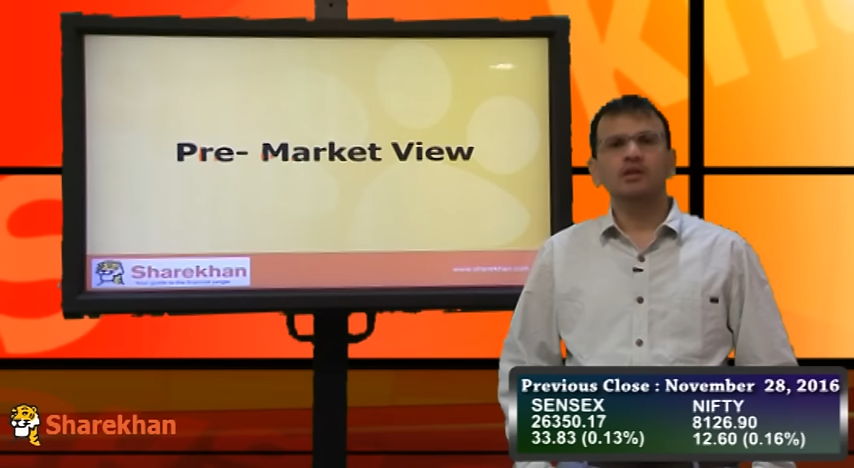 Pre- Market View
Sharekhan
Your guide to the financial jungle
www.sharekhan.com
Sharekhan
Previous Close : November 28, 2016
SENSEX NIFTY
26350.17 8126.90
33.83 (0.13%) 12.60 (0.16%)